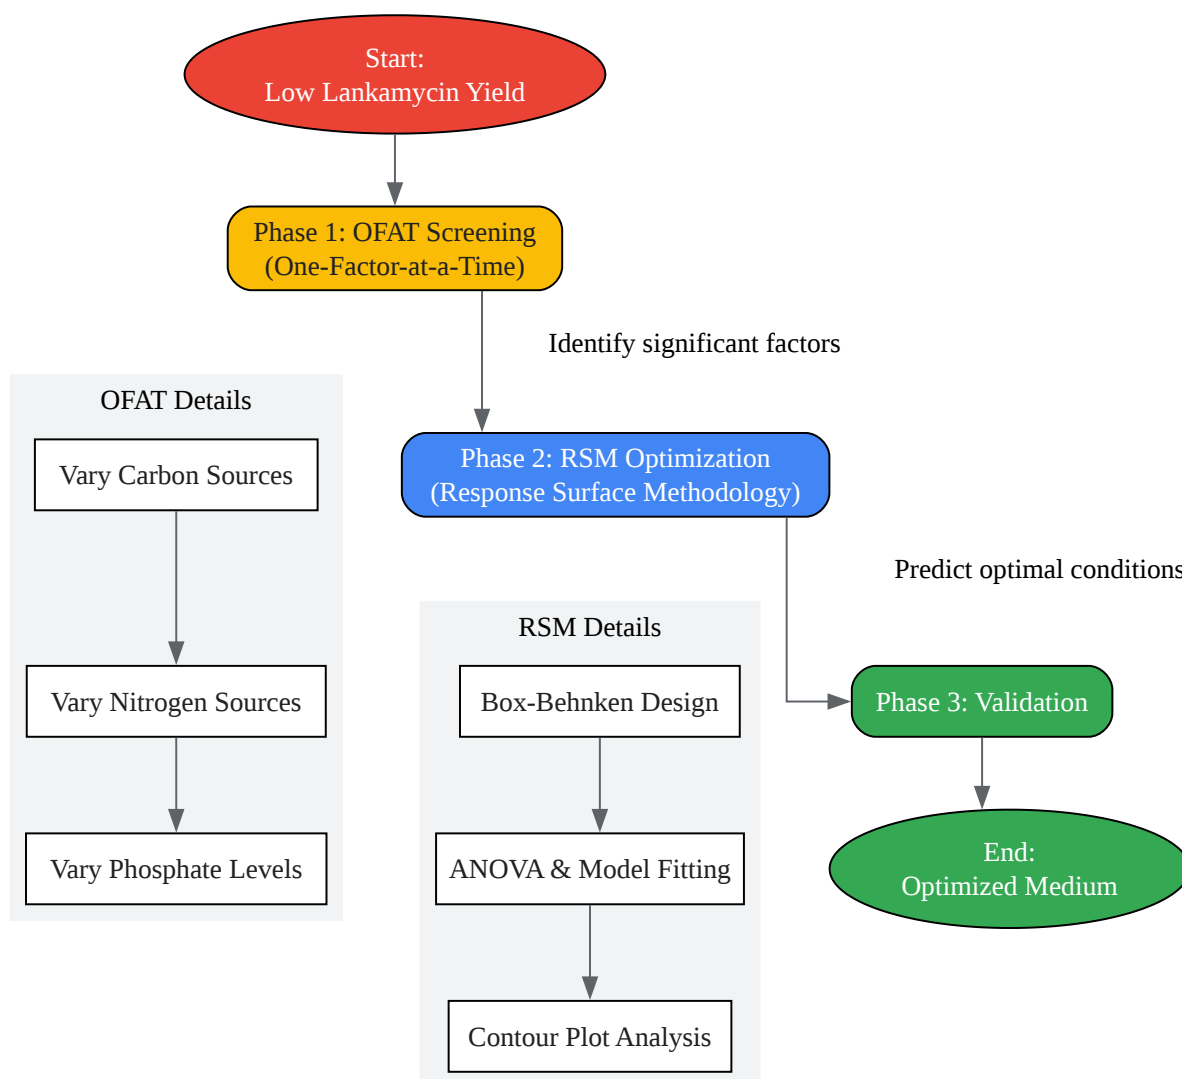 Start:
Low Lankamycin Yield
Phase 1: OFAT Screening
(One-Factor-at-a-Time)
Identify significant factors
OFAT Details
Vary Carbon Sources
Phase 2: RSM Optimization
(Response Surface Methodology)
Predict optimal conditions
RSM Details
Vary Nitrogen Sources
Box-Behnken Design
Phase 3: Validation
Vary Phosphate Levels
ANOVA & Model Fitting
End:
Optimized Medium
Contour Plot Analysis